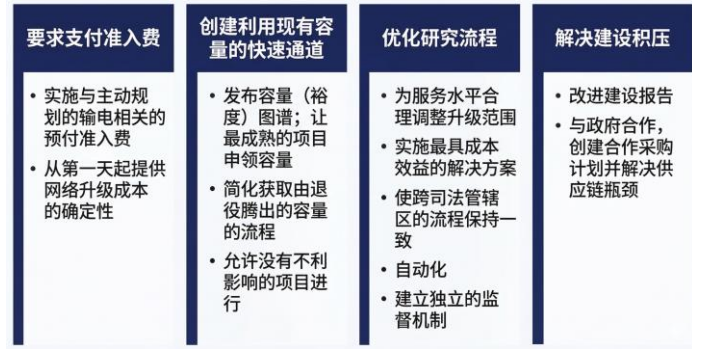 要求支付准入费
• 实施与主动规
划的输电相关的
预付准入费
• 从第一天起提供
网络升级成本
的确定性
创建利用现有容
量的快速通道
• 发布容量（裕
度）图谱；让
最成熟的项目
申领容量
• 简化获取由退
役腾出的容量
的流程
• 允许没有不利
影响的项目进
行
优化研究流程
• 为服务水平合
理调整升级范围
• 实施最具成本
效益的解决方案
• 使跨司法管辖
区的流程保持一
致
• 自动化
• 建立独立的监
督机制
解决建设积压
• 改进建设报告
• 与政府合作，
创建合作采购
计划并解决供
应链瓶颈